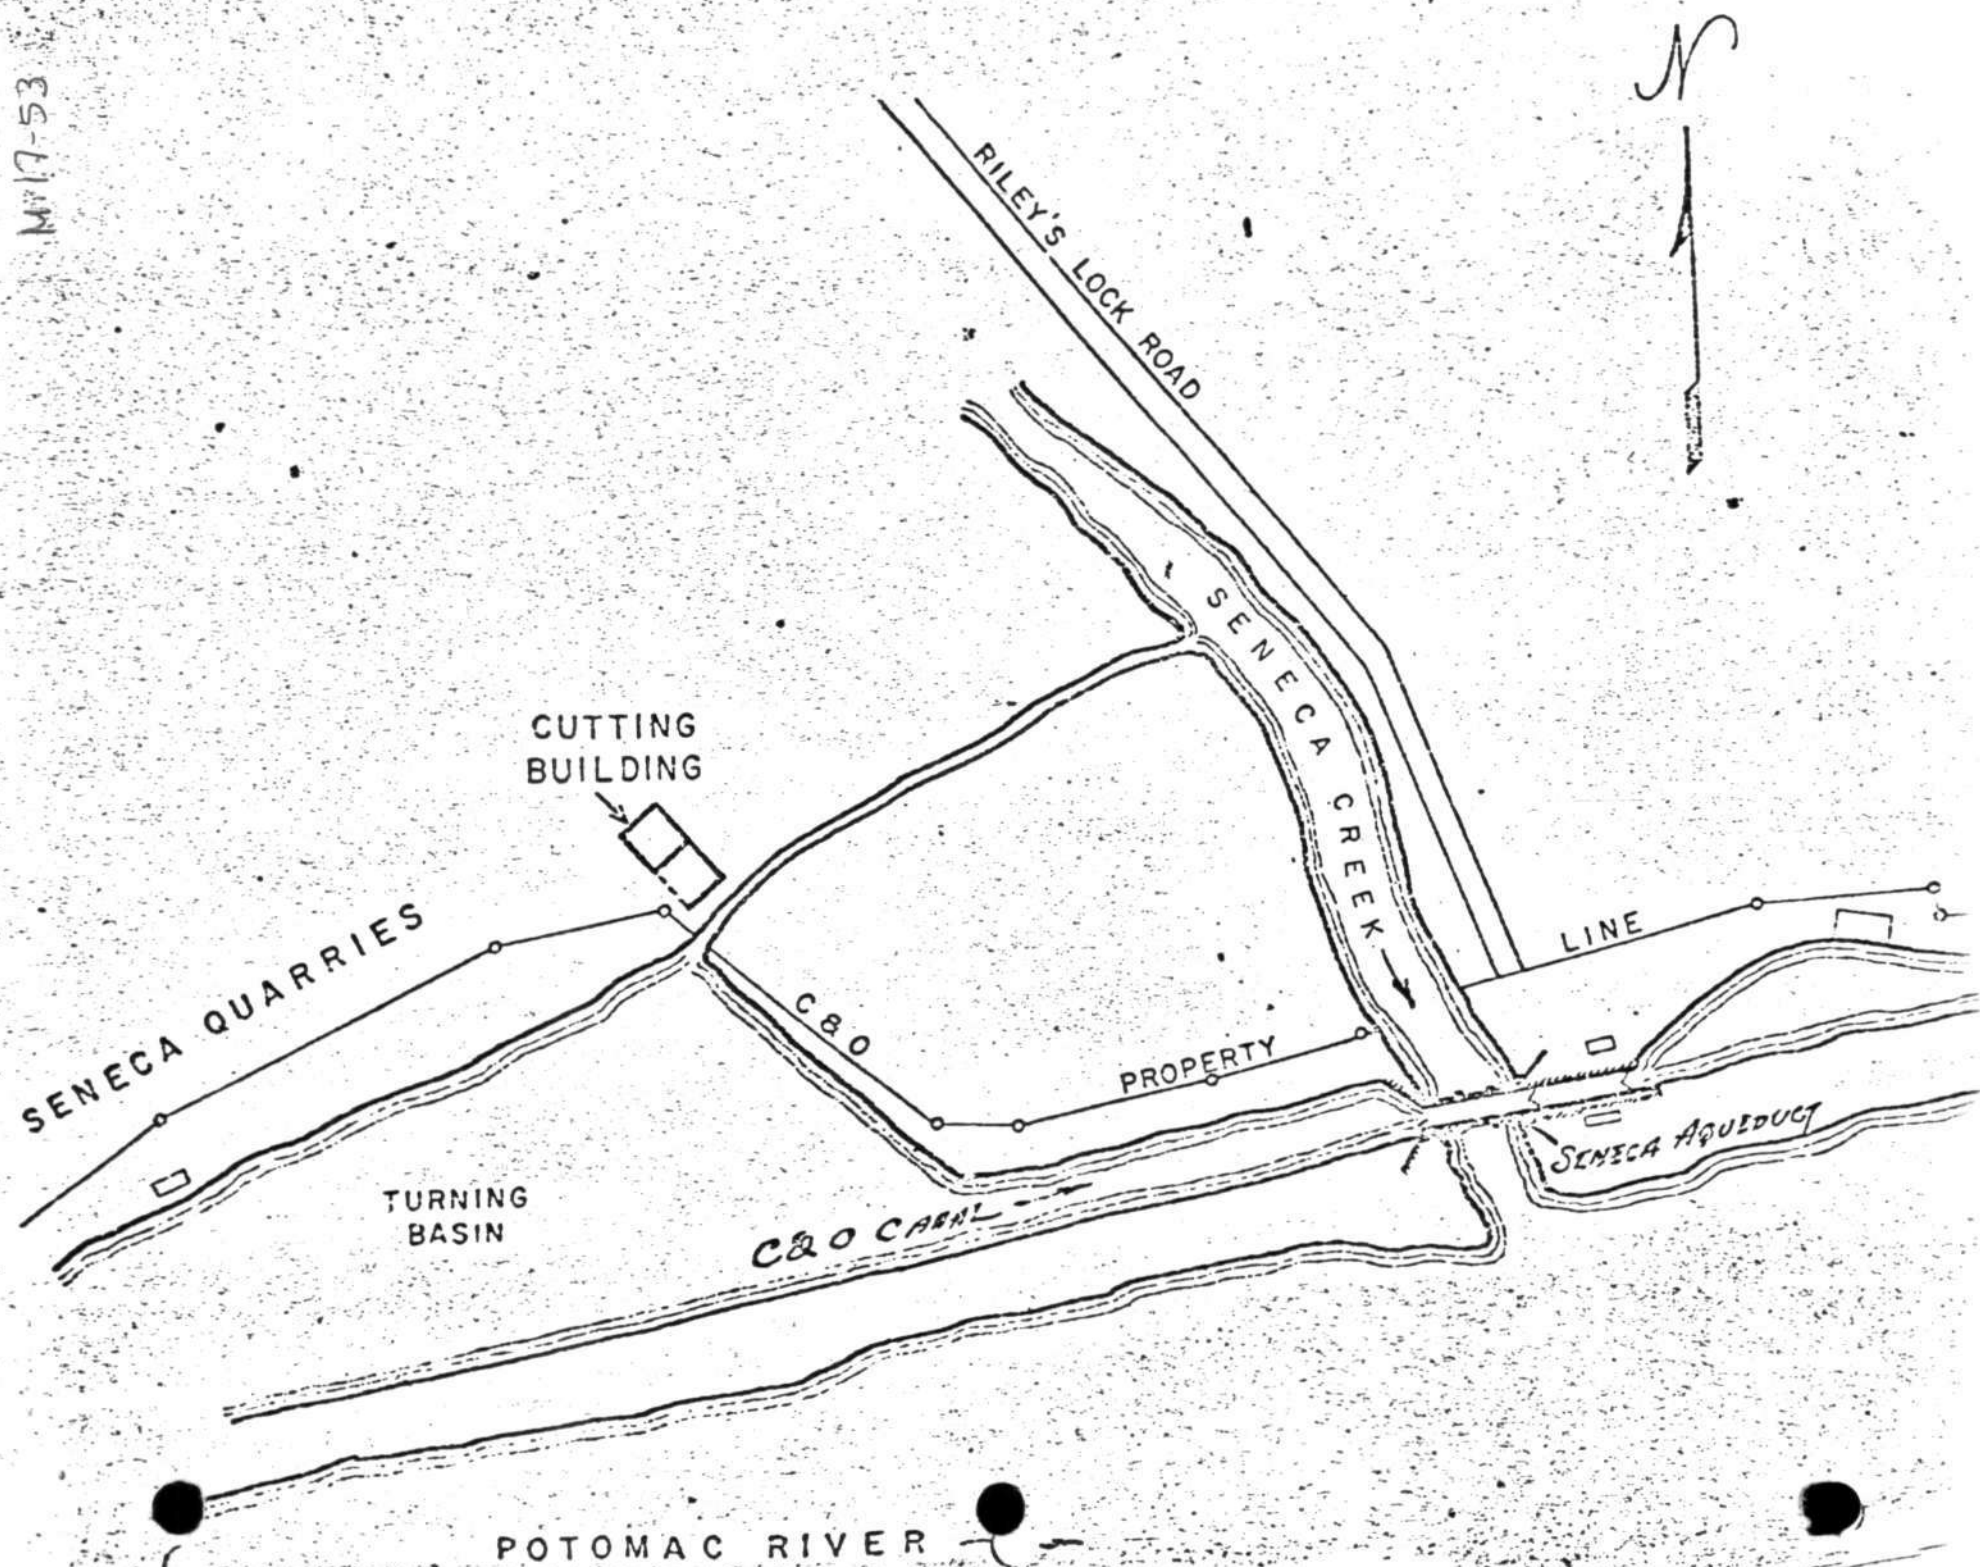 N
M:17-53
RILEY'S LOCK ROAD
SENECA CREEK
CUTTING
BUILDING
SENECA QUARRIES
C & O
PROPERTY
LINE
SENECA AQUEDUCT
TURNING
BASIN
C & O CANAL
POTOMAC RIVER